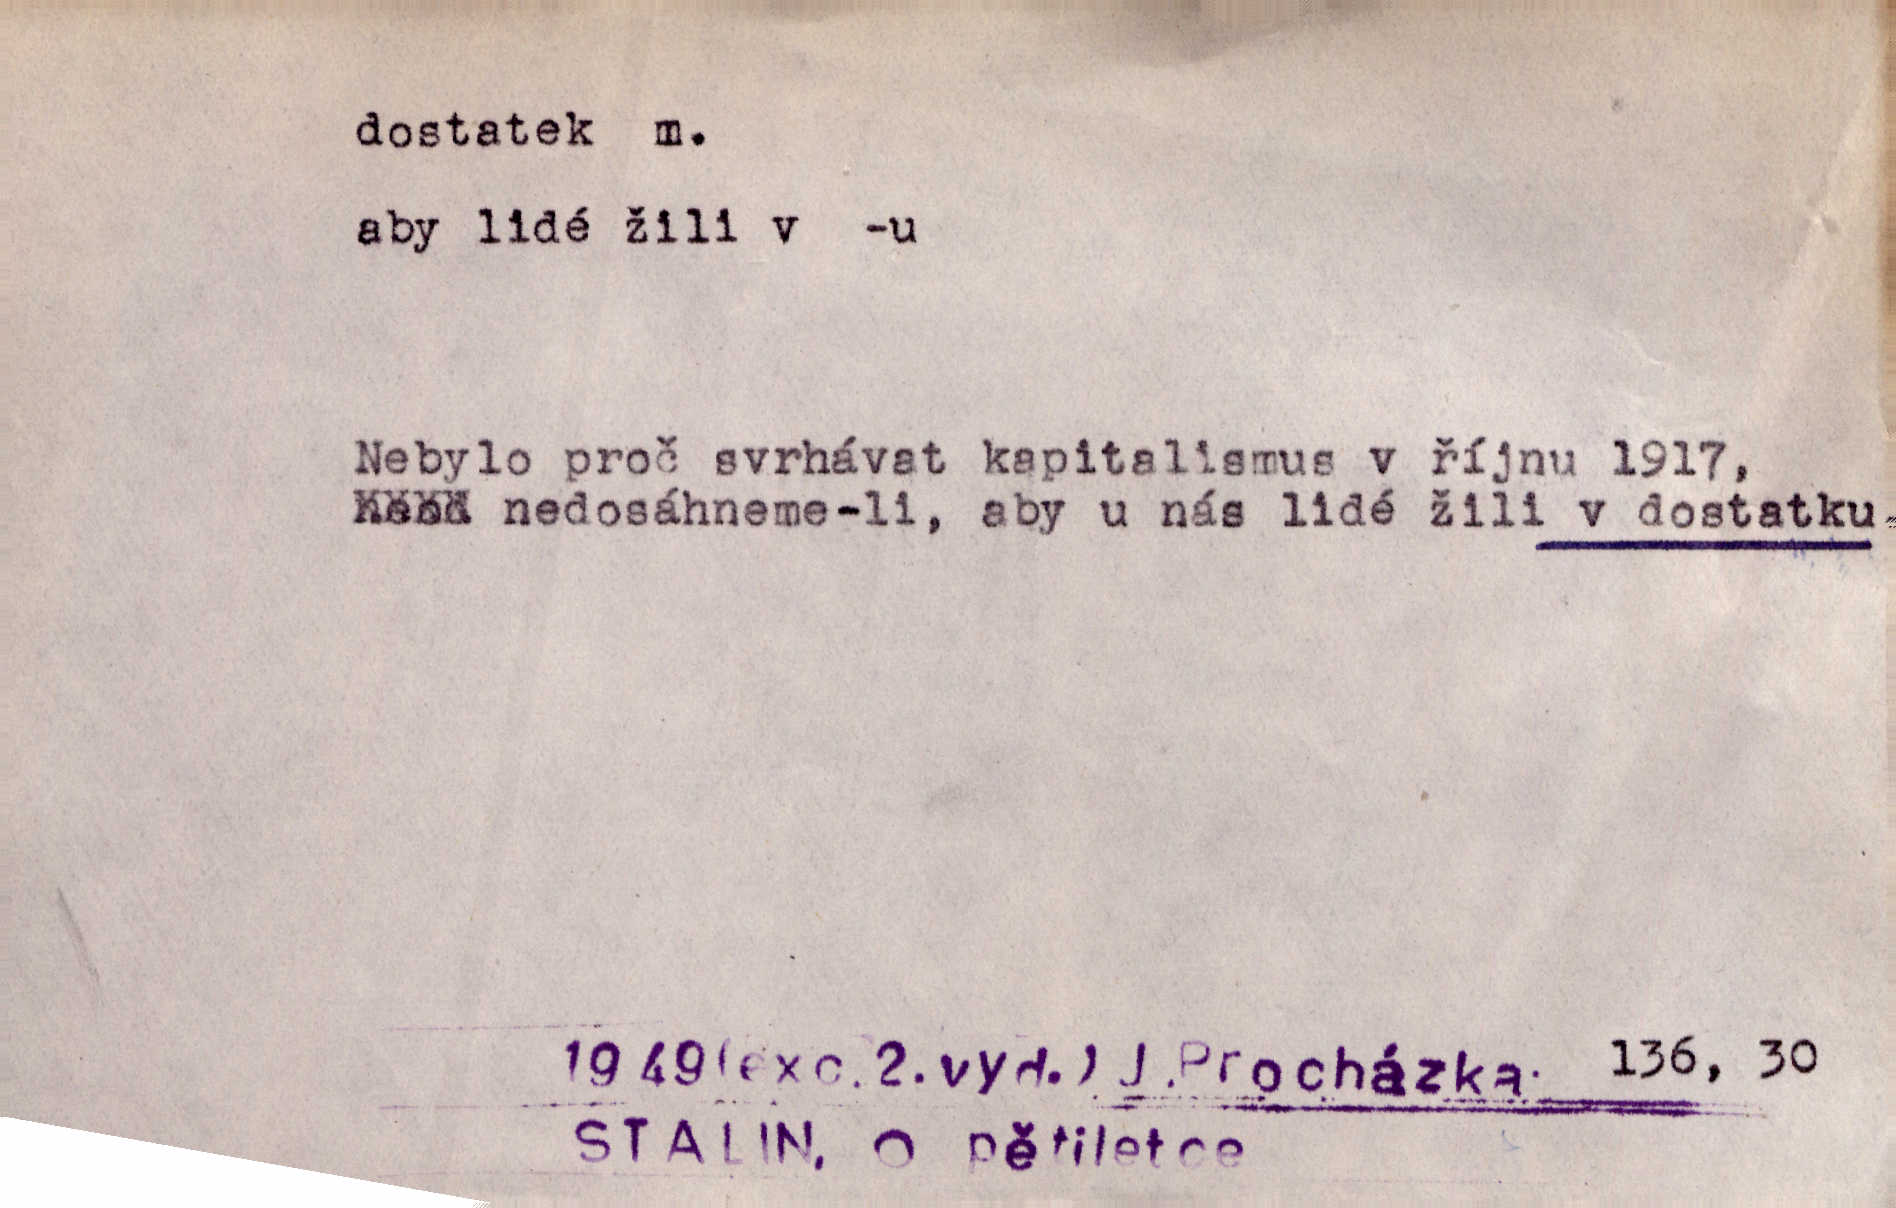 dostatek m.
aby lidé žili v -u
Nebylo proč svrhávat kapitalismus v říjnu 1917,
nedosáhneme-li, aby u nás lidé žili v dostatku.
1949(exc.2.vyd.) J.Procházka. 136, 30
STALIN, O pětiletce